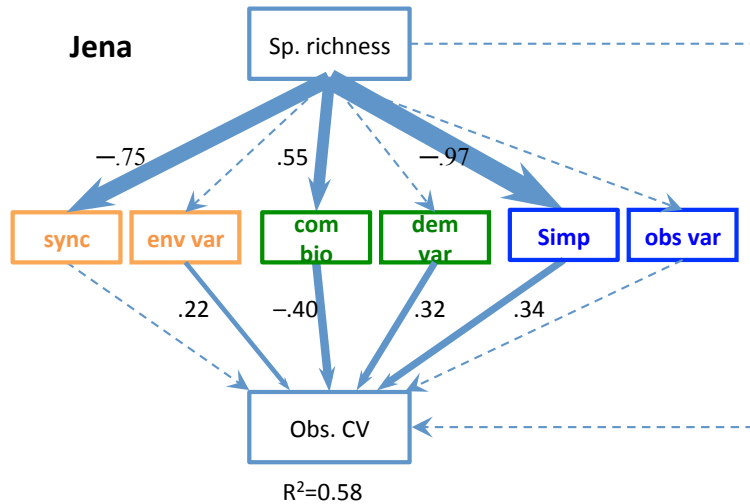 Jena
Sp. richness
—.75
.55
—.97
sync
env var
com
bio
dem
var
Simp
obs var
.22
–.40
.32
.34
Obs. CV
R²=0.58